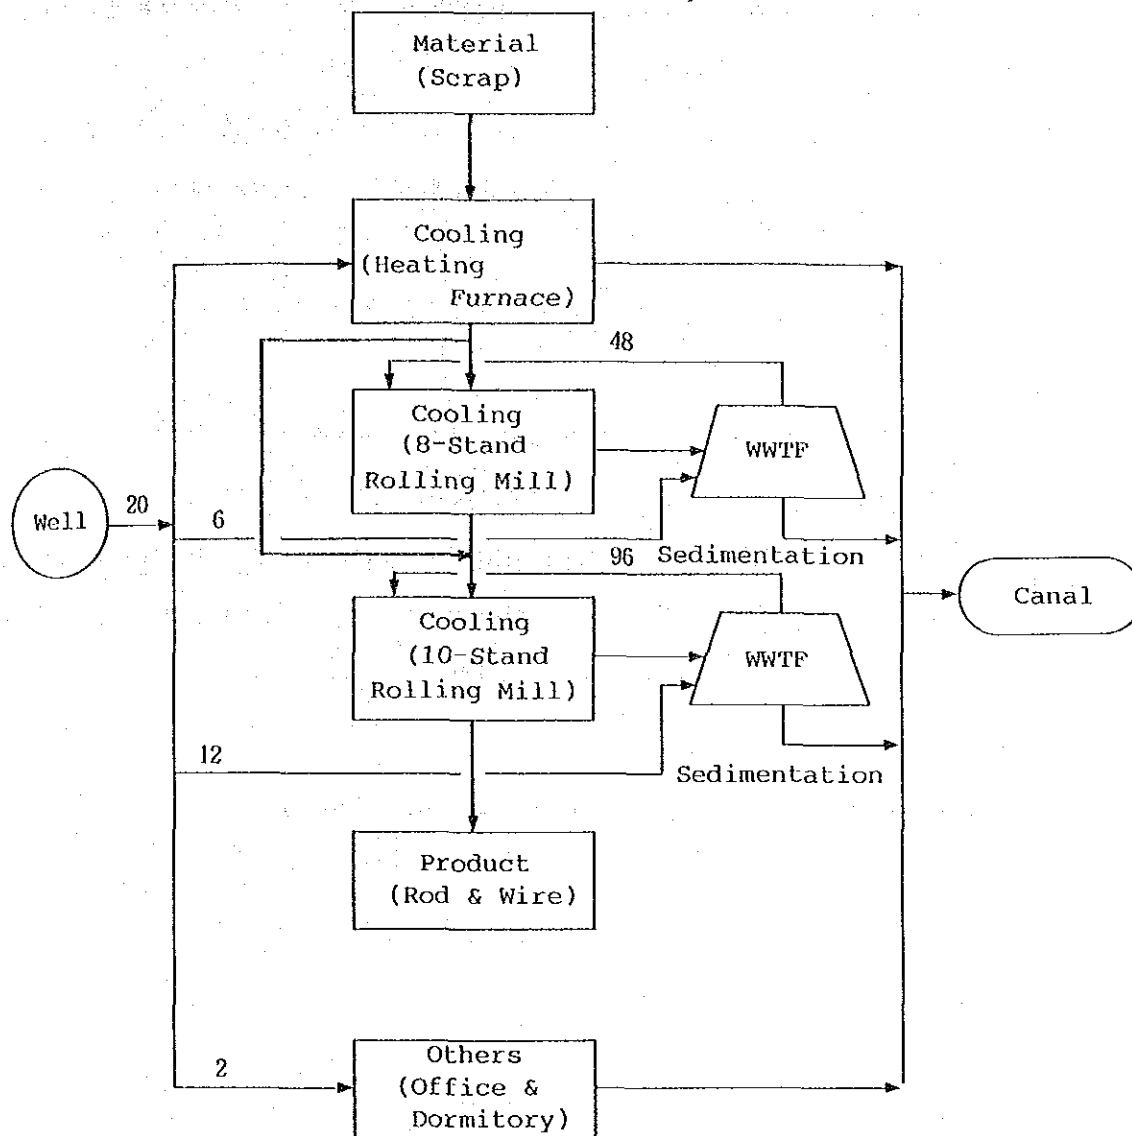 Material
(Scrap)
Cooling
(Heating
Furnace)
48
Cooling
(8-Stand
Rolling Mill)
WWTF
Well
20
6
Sedimentation
96
Cooling
(10-Stand
Rolling Mill)
WWTF
Canal
12
Sedimentation
Product
(Rod & Wire)
2
Others
(Office &
Dormitory)